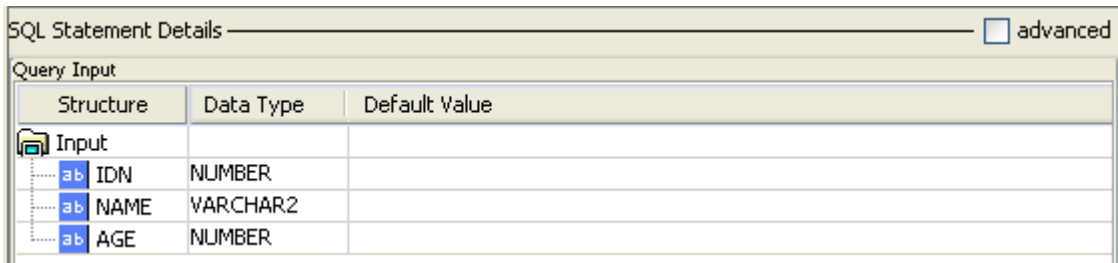 SQL Statement Details advanced
Query Input
Structure Data Type Default Value
Input
ab IDN NUMBER
ab NAME VARCHAR2
ab AGE NUMBER